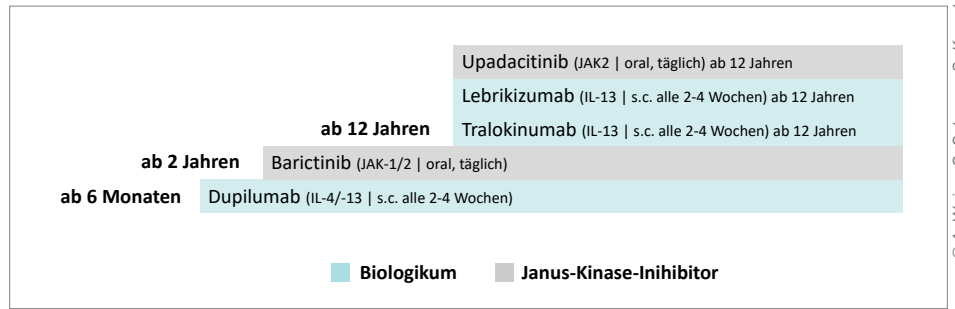 Upadacitinib (JAK2 | oral, täglich) ab 12 Jahren
Lebrikizumab (IL-13 | s.c. alle 2-4 Wochen) ab 12 Jahren
ab 12 Jahren Tralokinumab (IL-13 | s.c. alle 2-4 Wochen) ab 12 Jahren
ab 2 Jahren Barictinib (JAK-1/2 | oral, täglich)
ab 6 Monaten Dupilumab (IL-4/-13 | s.c. alle 2-4 Wochen)
Biologikum Janus-Kinase-Inihibitor